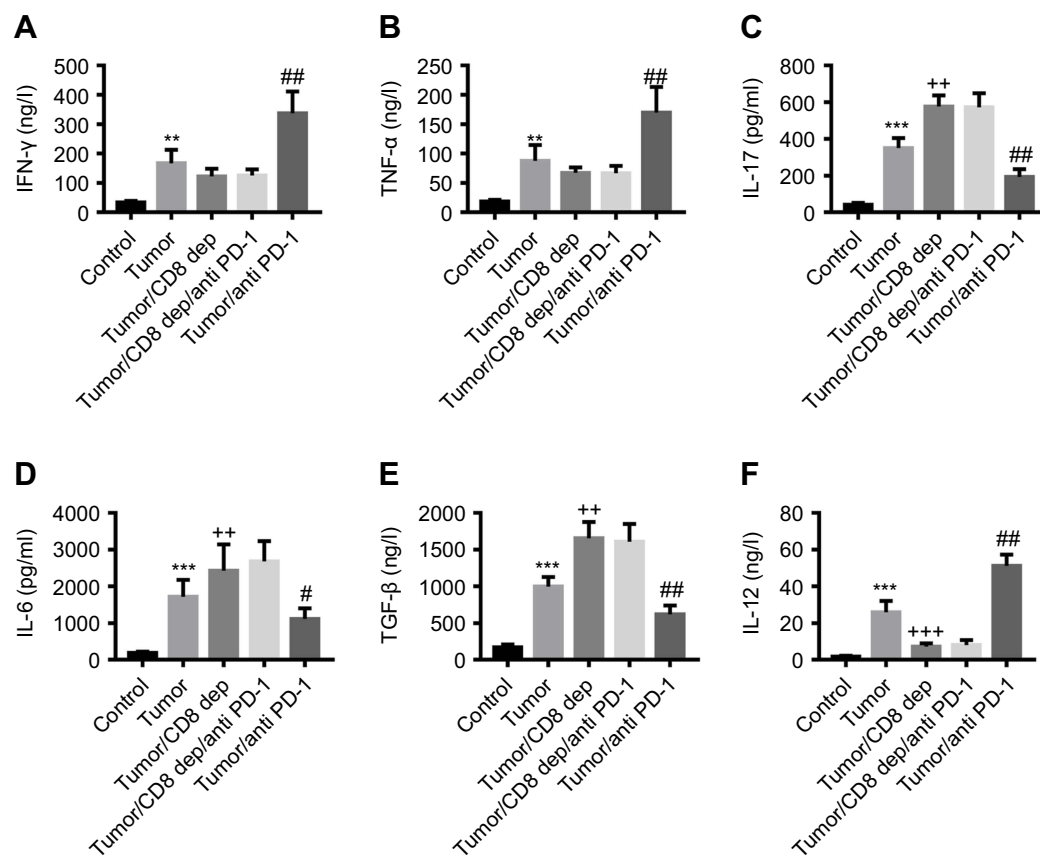 A
IFN-γ (ng/l)
500
400
300
200
100
0
**
##
Control
Tumor
Tumor/CD8 dep
Tumor/CD8 dep/anti PD-1
Tumor/anti PD-1
B
TNF-α (ng/l)
250
200
150
100
50
0
**
##
Control
Tumor
Tumor/CD8 dep
Tumor/CD8 dep/anti PD-1
Tumor/anti PD-1
C
IL-17 (pg/ml)
800
600
400
200
0
***
++
##
Control
Tumor
Tumor/CD8 dep
Tumor/CD8 dep/anti PD-1
Tumor/anti PD-1
D
IL-6 (pg/ml)
4000
3000
2000
1000
0
***
++
#
Control
Tumor
Tumor/CD8 dep
Tumor/CD8 dep/anti PD-1
Tumor/anti PD-1
E
TGF-β (ng/l)
2000
1500
1000
500
0
***
++
##
Control
Tumor
Tumor/CD8 dep
Tumor/CD8 dep/anti PD-1
Tumor/anti PD-1
F
IL-12 (ng/l)
80
60
40
20
0
***
+++
##
Control
Tumor
Tumor/CD8 dep
Tumor/CD8 dep/anti PD-1
Tumor/anti PD-1